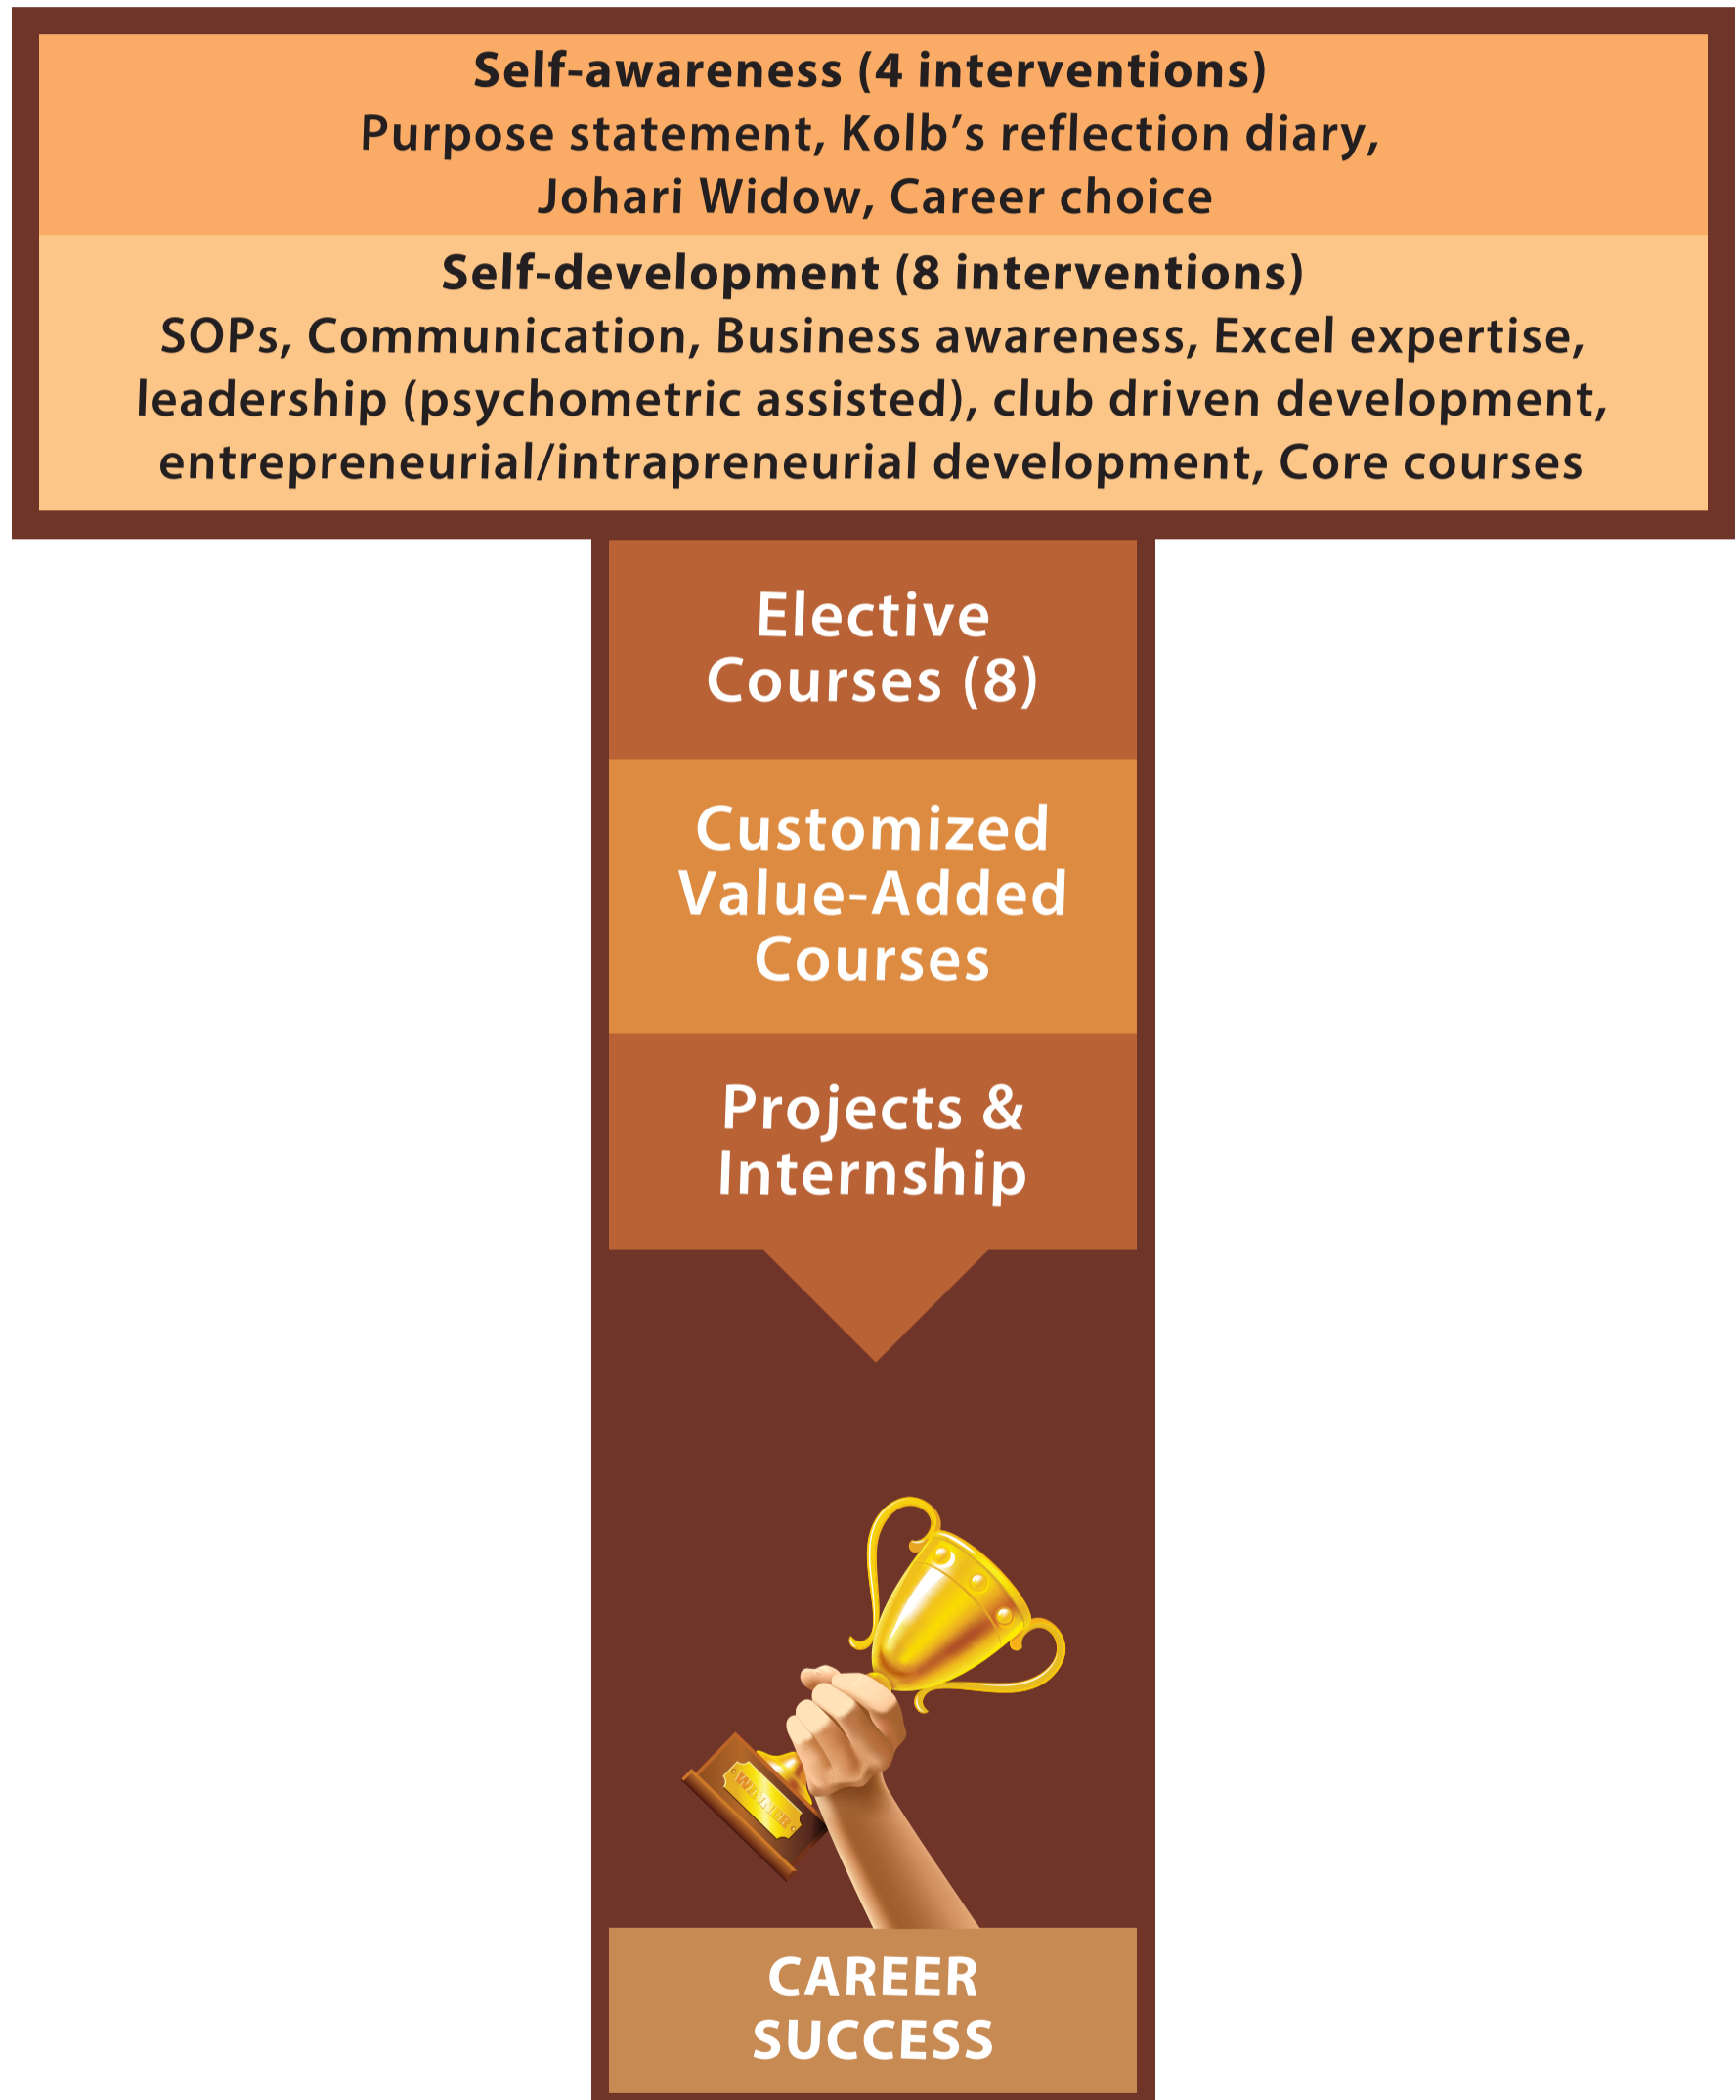 Self-awareness (4 interventions)
Purpose statement, Kolb's reflection diary,
Johari Widow, Career choice
Self-development (8 interventions)
SOPs, Communication, Business awareness, Excel expertise,
leadership (psychometric assisted), club driven development,
entrepreneurial/intrapreneurial development, Core courses
Elective
Courses (8)
Customized
Value-Added
Courses
Projects &
Internship
WINNER
CAREER
SUCCESS